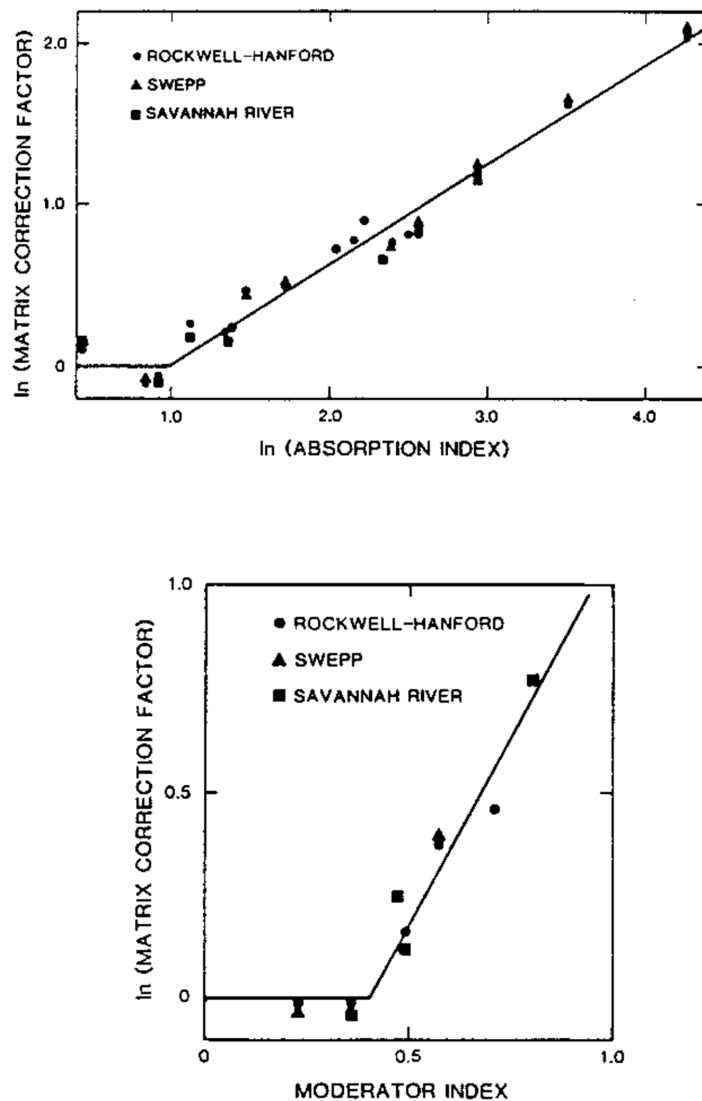 ln (MATRIX CORRECTION FACTOR)
2.0
1.0
0
ROCKWELL-HANFORD
SWEPP
SAVANNAH RIVER
1.0 2.0 3.0 4.0
ln (ABSORPTION INDEX)
ln (MATRIX CORRECTION FACTOR)
1.0
0.5
0
ROCKWELL-HANFORD
SWEPP
SAVANNAH RIVER
0 0.5 1.0
MODERATOR INDEX